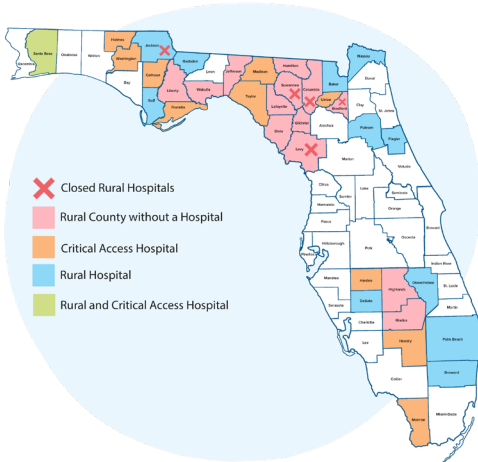 Holmes
Jackson
Nassau
Santa Rosa
Okaloosa
Walton
Washington
Gadsden
Hamilton
Escambia
Leon
Jefferson
Madison
Duval
Bay
Calhoun
Liberty
Wakulla
Taylor
Suwannee
Columbia
Baker
Gulf
Franklin
Lafayette
Union
Bradford
Clay
St. Johns
Dixie
Gilchrist
Alachua
Putnam
Flagler
Levy
Marion
Volusia
Citrus
Lake
Closed Rural Hospitals
Sumter
Seminole
Hernando
Orange
Rural County without a Hospital
Pasco
Brevard
Osceola
Critical Access Hospital
Hillsborough
Polk
Indian River
Rural Hospital
Manatee
Hardee
Highlands
Okeechobee
St. Lucie
Rural and Critical Access Hospital
Sarasota
DeSoto
Martin
Charlotte
Glades
Lee
Hendry
Palm Beach
Broward
Collier
Monroe
Miami-Dade